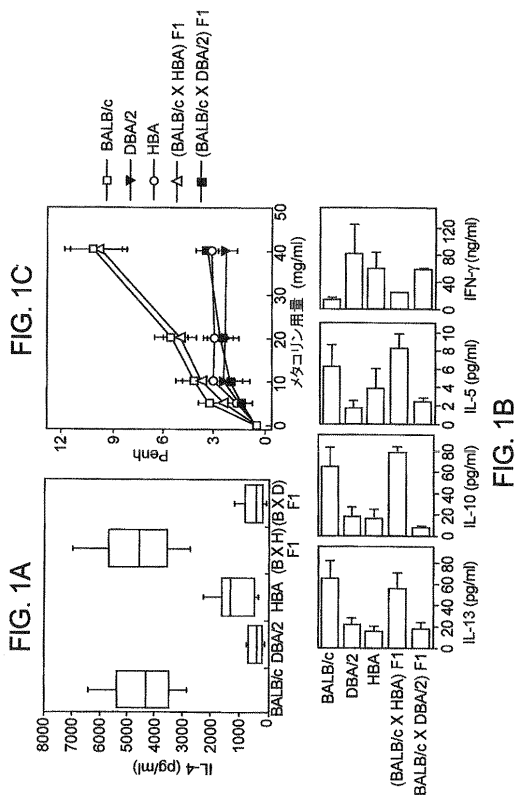 FIG. 1A
8000
7000
6000
5000
4000
3000
2000
1000
0
IL-4 (pg/ml)
BALB/c DBA/2 HBA (B X H) (B X D)
F1 F1
FIG. 1C
12
9
6
3
0
Penh
0 10 20 30 40 50
メタコリン用量 (mg/ml)
BALB/c
DBA/2
HBA
(BALB/c X HBA) F1
(BALB/c X DBA/2) F1
BALB/c
DBA/2
HBA
(BALB/c X HBA) F1
BALB/c X DBA/2) F1
0 20 40 60 80
IL-13 (pg/ml)
0 20 40 60 80
IL-10 (pg/ml)
0 2 4 6 8 10
IL-5 (pg/ml)
0 40 80 120
IFN-γ (ng/ml)
FIG. 1B